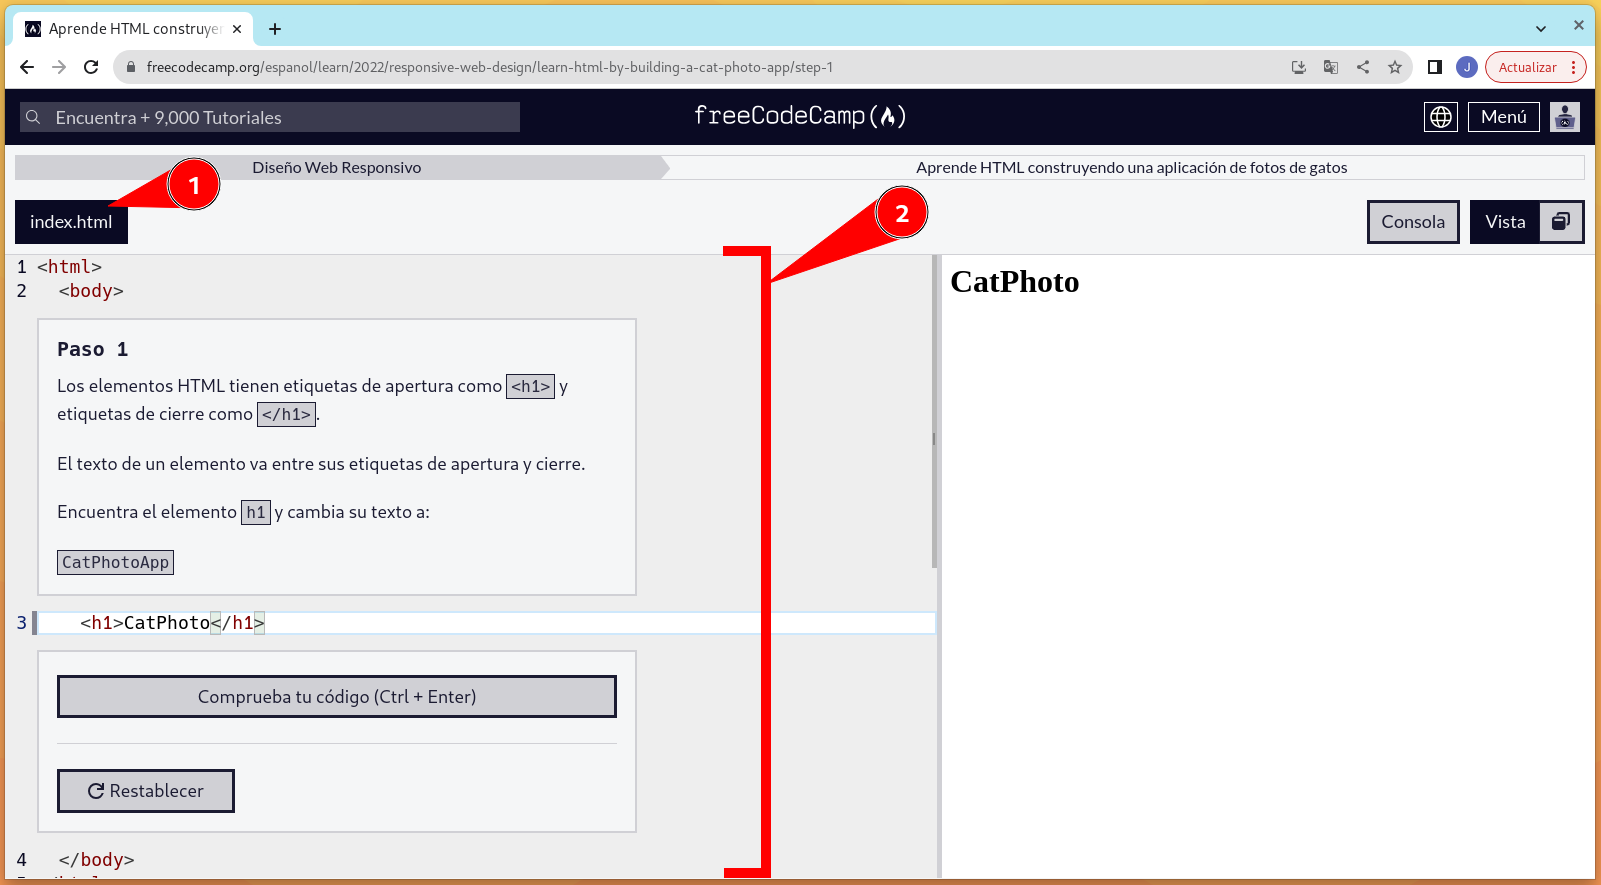 Aprende HTML construye
freecodecamp.org/espanol/learn/2022/responsive-web-design/learn-html-by-building-a-cat-photo-app/step-1
J
Actualizar
Encuentra + 9,000 Tutoriales
freeCodeCamp
Menú
Diseño Web Responsivo
Aprende HTML construyendo una aplicación de fotos de gatos
1
2
index.html
Consola
Vista
1 <html>
2 <body>
CatPhoto
Paso 1
Los elementos HTML tienen etiquetas de apertura como <h1> y
etiquetas de cierre como </h1>.
El texto de un elemento va entre sus etiquetas de apertura y cierre.
Encuentra el elemento h1 y cambia su texto a:
CatPhotoApp
3 <h1>CatPhoto</h1>
Comprueba tu código (Ctrl + Enter)
Restablecer
4 </body>